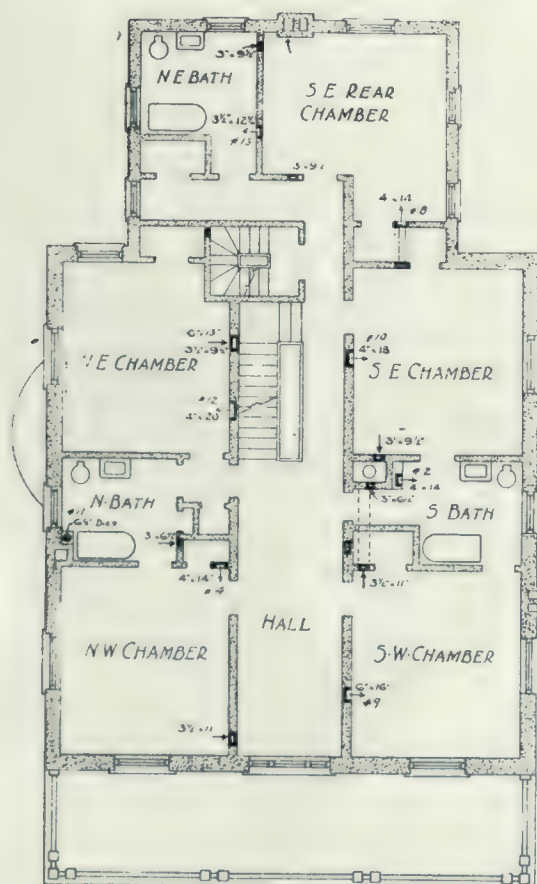 N E BATH
3"×9½"
S E REAR
CHAMBER
3½"×12½"
#13
3"×9½"
4"×14"
#8
6"×13"
3½"×9½"
N E CHAMBER
#10
4"×18"
S E CHAMBER
#12
4"×20"
3"×9½"
#2
4"×14"
3"×6½"
N·BATH
S BATH
#11
3"×6½"
4"×14"
#4
3½"×11"
HALL
N W CHAMBER
S·W·CHAMBER
6"×16"
#9
3½"×11"